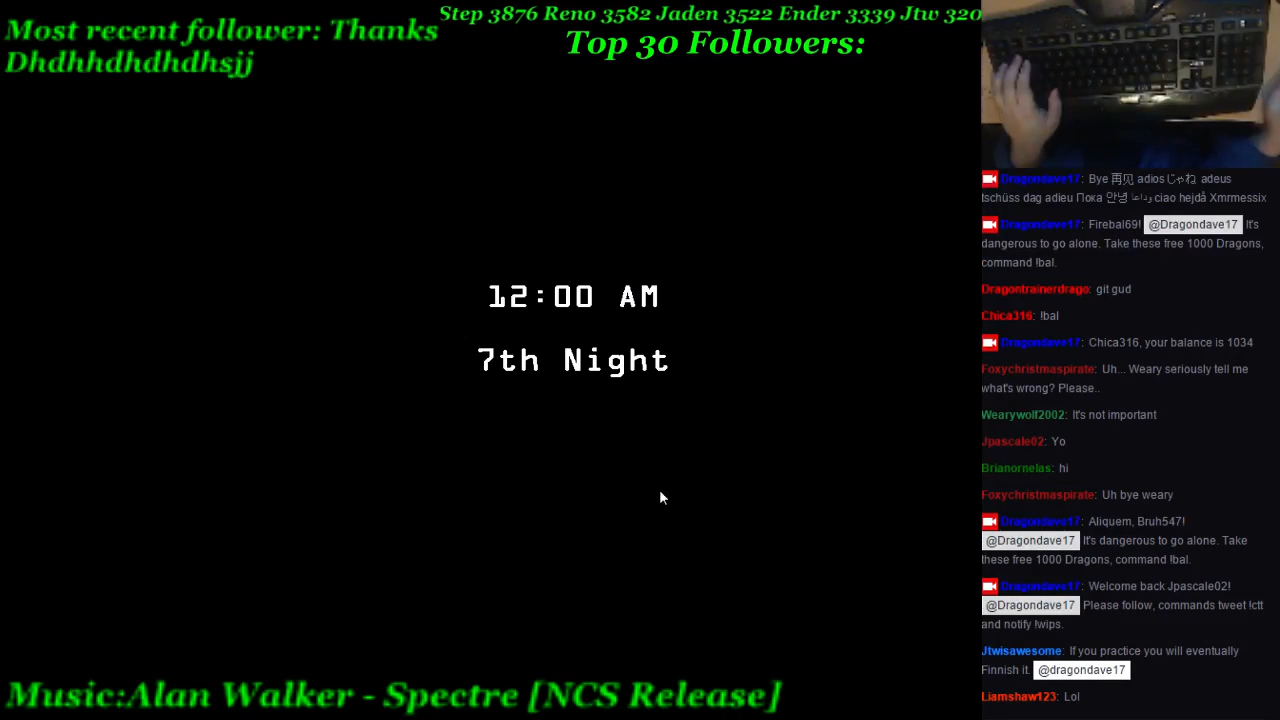 Most recent follower: Thanks
Dhdhhdhdhdhsjj
Step 3876 Reno 3582 Jaden 3522 Ender 3339 Jtw 320
Top 30 Followers:
12:00 AM
7th Night
Music:Alan Walker - Spectre [NCS Release]
Dragondave17: Bye 再见 adios じゃね adeus
tschüss dag adieu Пока 安녕 وداعا ciao hejdå Xmrmessix
Dragondave17: Firebal69! @Dragondave17 It's
dangerous to go alone. Take these free 1000 Dragons,
command !bal.
Dragontrainerdrago: git gud
Chica316: !bal
Dragondave17: Chica316, your balance is 1034
Foxychristmaspirate: Uh... Weary seriously tell me
what's wrong? Please..
Wearywolf2002: It's not important
Jpascale02: Yo
Brianornelas: hi
Foxychristmaspirate: Uh bye weary
Dragondave17: Aliquem, Bruh547!
@Dragondave17 It's dangerous to go alone. Take
these free 1000 Dragons, command !bal.
Dragondave17: Welcome back Jpascale02!
@Dragondave17 Please follow, commands tweet !ctt
and notify !wips.
Jtwisawesome: If you practice you will eventually
Finnish it. @dragondave17
Liamshaw123: Lol